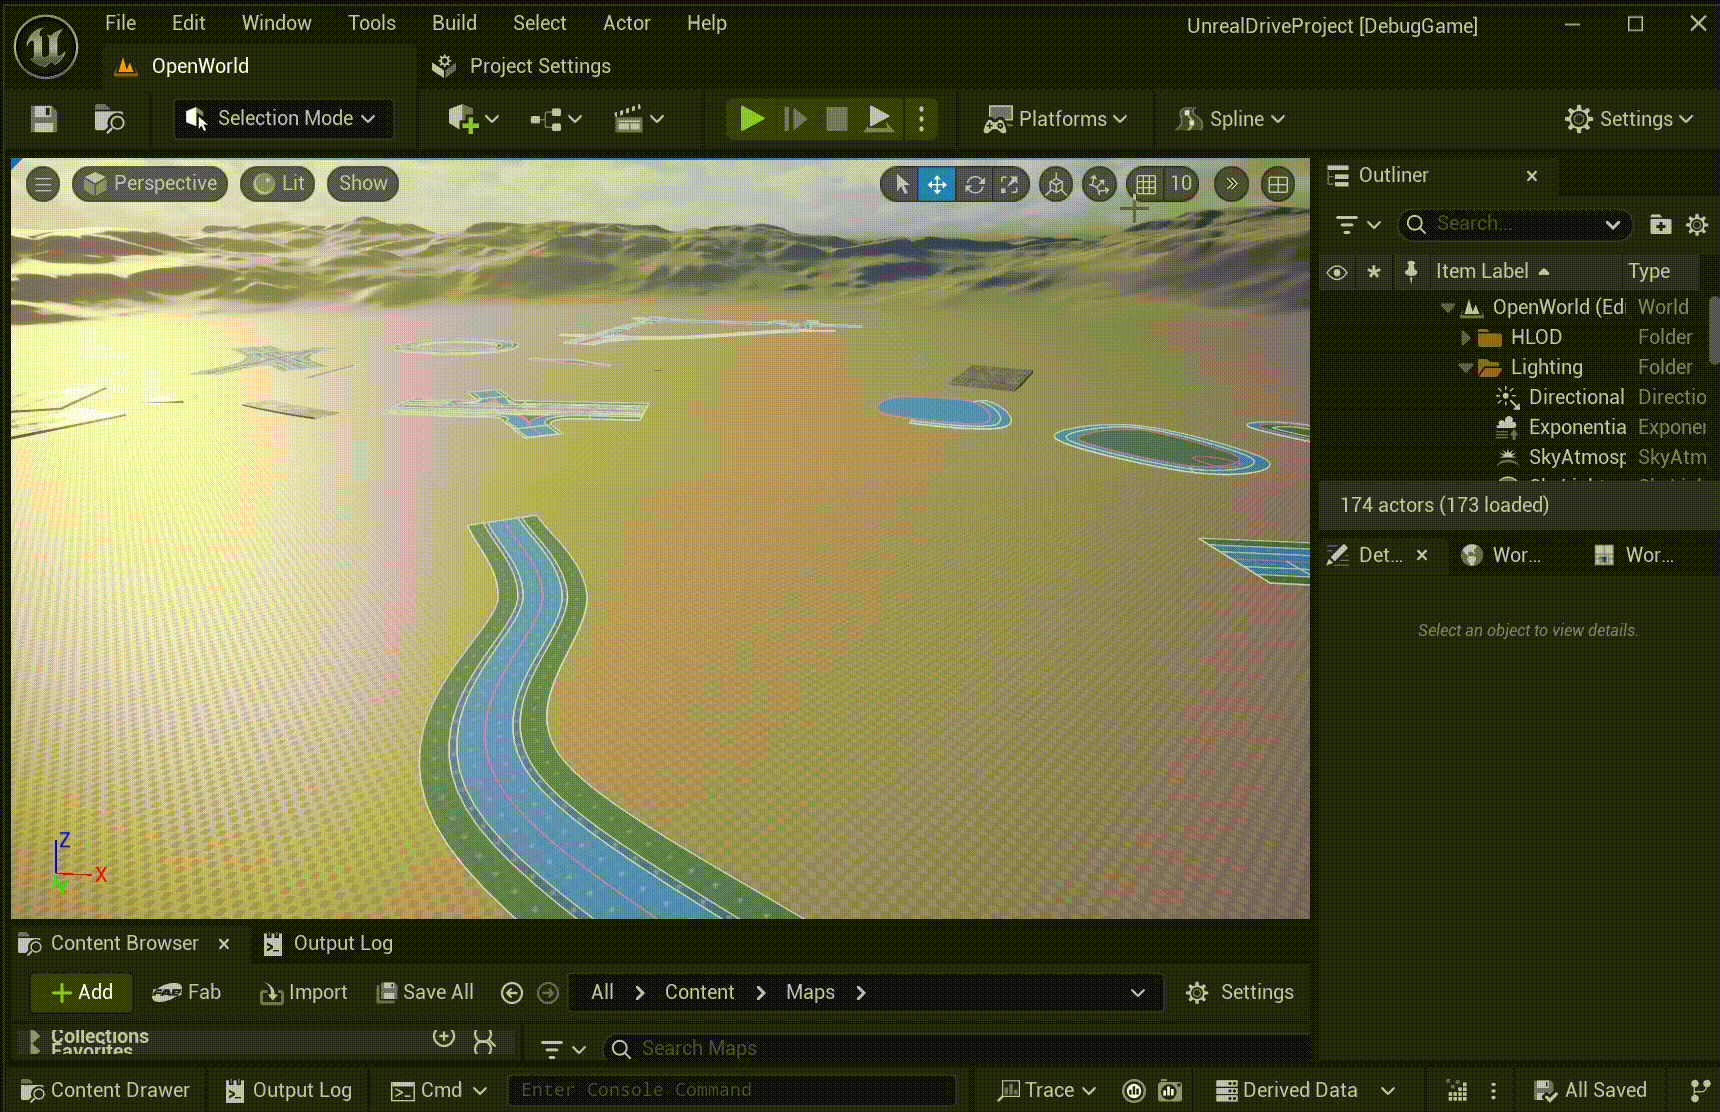 File Edit Window Tools Build Select Actor Help
UnrealDriveProject [DebugGame]
OpenWorld
Project Settings
Selection Mode
Platforms
Spline
Settings
Perspective
Lit
Show
10
Outliner
Search...
Item Label
Type
OpenWorld (Edi World
HLOD Folder
Lighting Folder
Directional Directio
Exponentia Exponen
SkyAtmosp SkyAtm
174 actors (173 loaded)
Det...
Wor...
Wor...
Select an object to view details.
Z
X
Y
Content Browser
Output Log
Add
Fab
Import
Save All
All
Content
Maps
Settings
Collections
Favorites
Search Maps
Content Drawer
Output Log
Cmd
Enter Console Command
Trace
Derived Data
All Saved